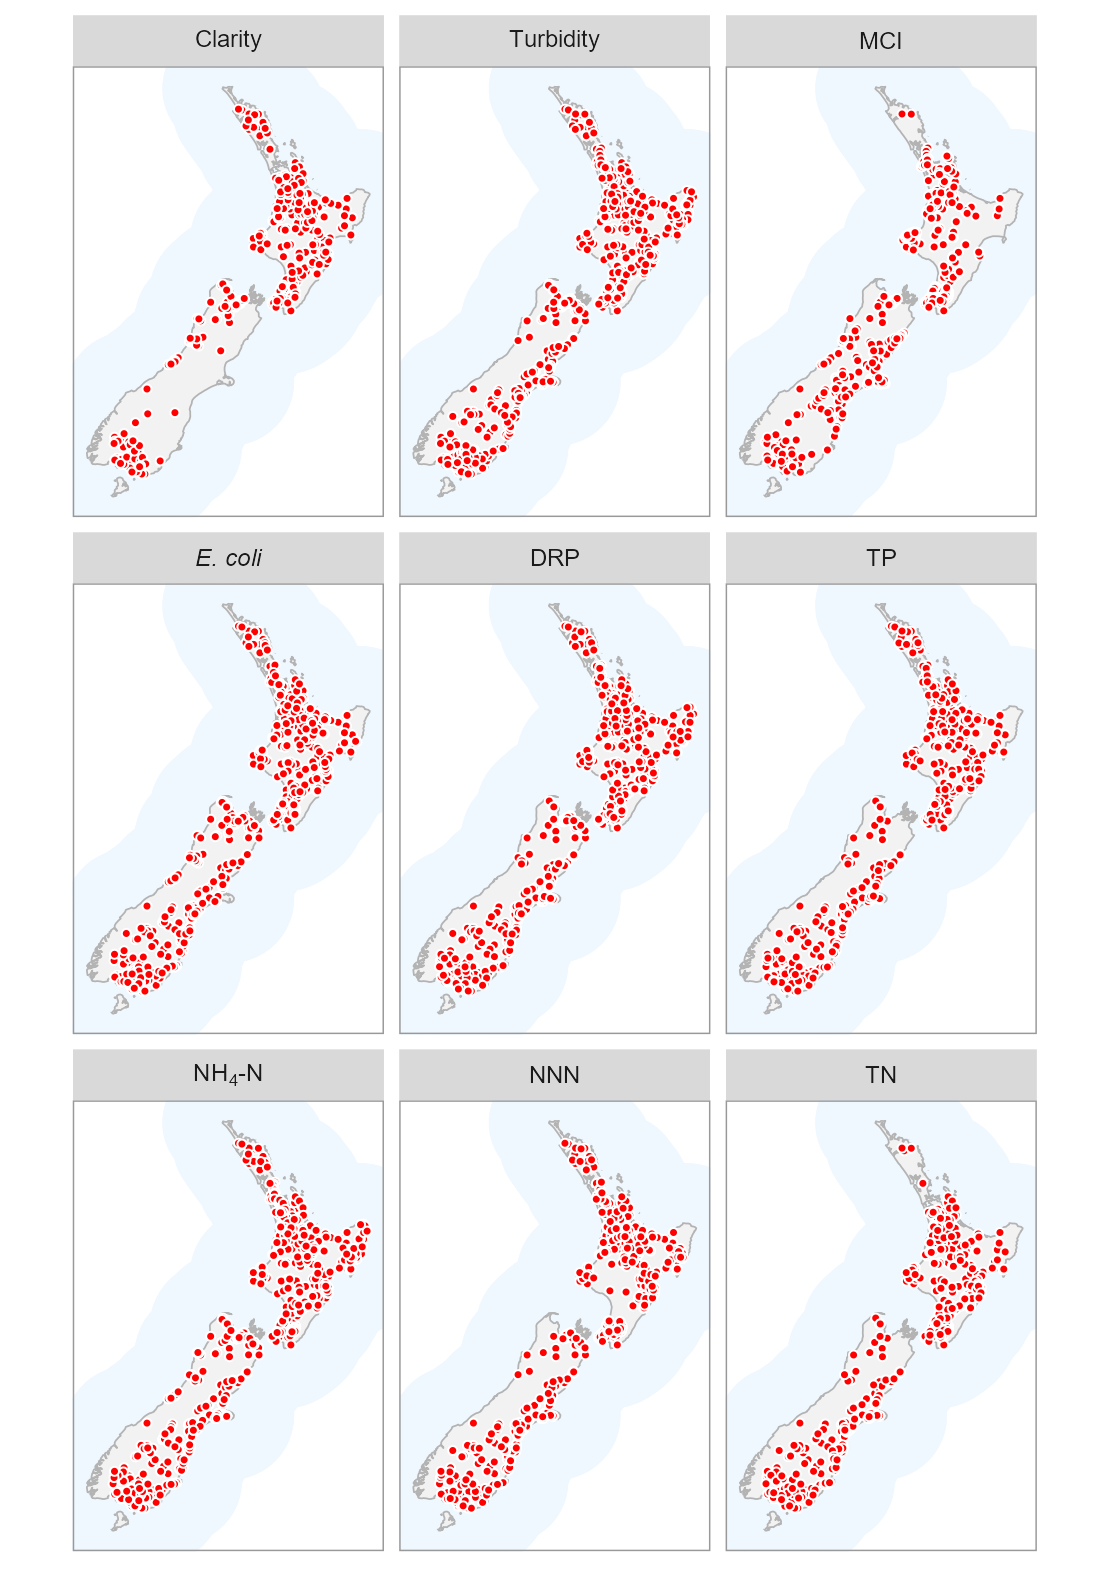 Clarity
Turbidity
MCI
E. coli
DRP
TP
NH₄-N
NNN
TN